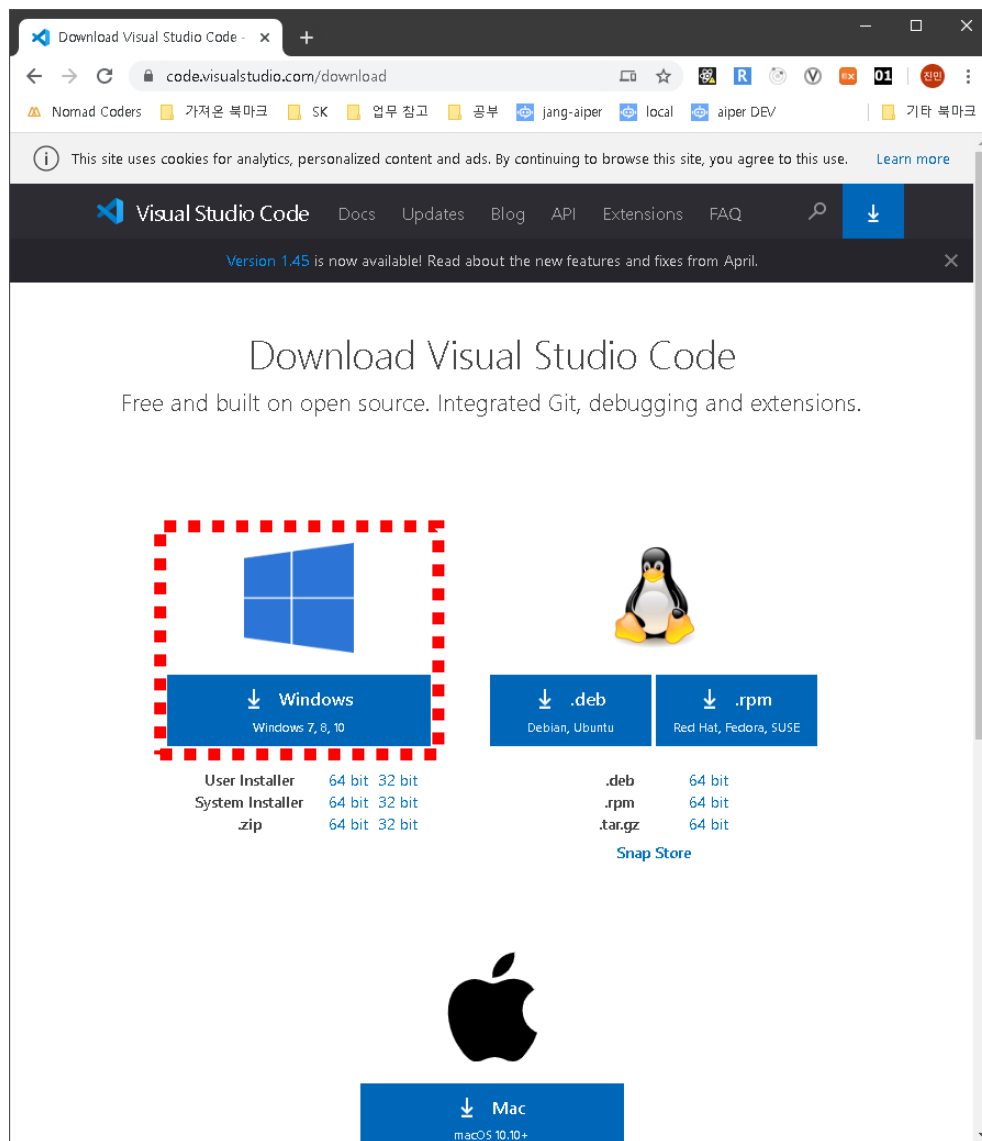 Download Visual Studio Code -
code.visualstudio.com/download
R
V
EX
01
진민
Nomad Coders 가져온 북마크 SK 업무 참고 공부 jang-aiper local aiper DEV 기타 북마크
This site uses cookies for analytics, personalized content and ads. By continuing to browse this site, you agree to this use. Learn more
Visual Studio Code Docs Updates Blog API Extensions FAQ
Version 1.45 is now available! Read about the new features and fixes from April.
Download Visual Studio Code
Free and built on open source. Integrated Git, debugging and extensions.
Windows
Windows 7, 8, 10
User Installer 64 bit 32 bit
System Installer 64 bit 32 bit
.zip 64 bit 32 bit
.deb
Debian, Ubuntu
.rpm
Red Hat, Fedora, SUSE
.deb 64 bit
.rpm 64 bit
.tar.gz 64 bit
Snap Store
Mac
macOS 10.10+